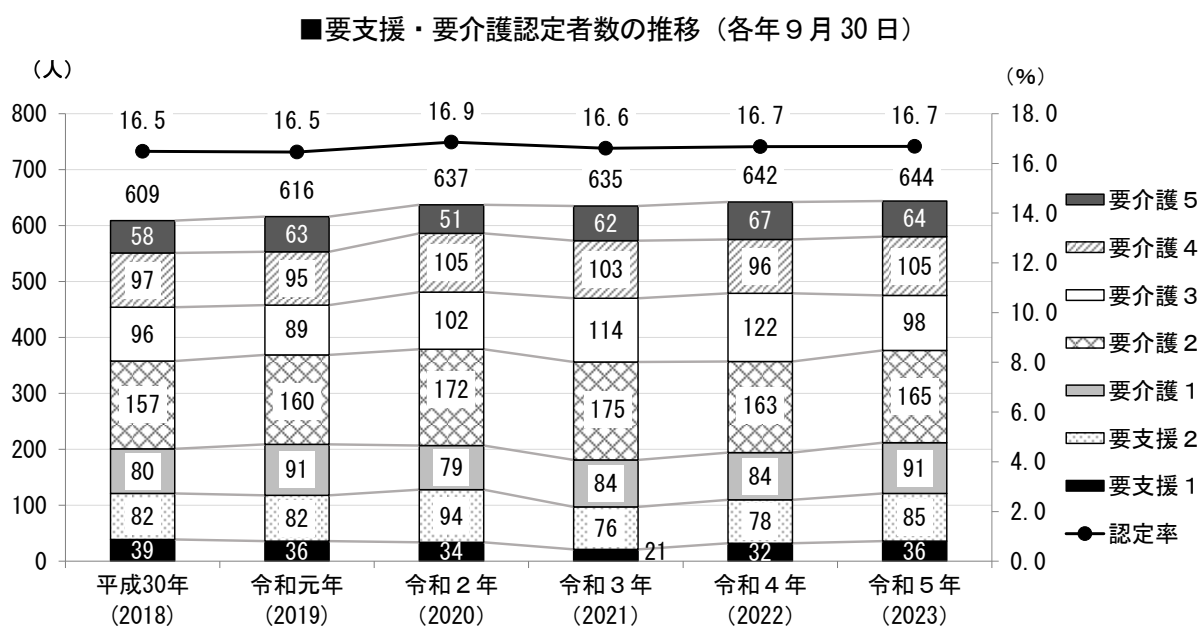 ■要支援・要介護認定者数の推移（各年９月30日）
（人）
（%）
800
700
600
500
400
300
200
100
0
18.0
16.0
14.0
12.0
10.0
8.0
6.0
4.0
2.0
0.0
16.5 16.5 16.9 16.6 16.7 16.7
609 616 637 635 642 644
58 63 51 62 67 64
97 95 105 103 96 105
96 89 102 114 122 98
157 160 172 175 163 165
80 91 79 84 84 91
82 82 94 76 78 85
39 36 34 21 32 36
平成30年 令和元年 令和２年 令和３年 令和４年 令和５年
(2018) (2019) (2020) (2021) (2022) (2023)
要介護５
要介護４
要介護３
要介護２
要介護１
要支援２
要支援１
認定率